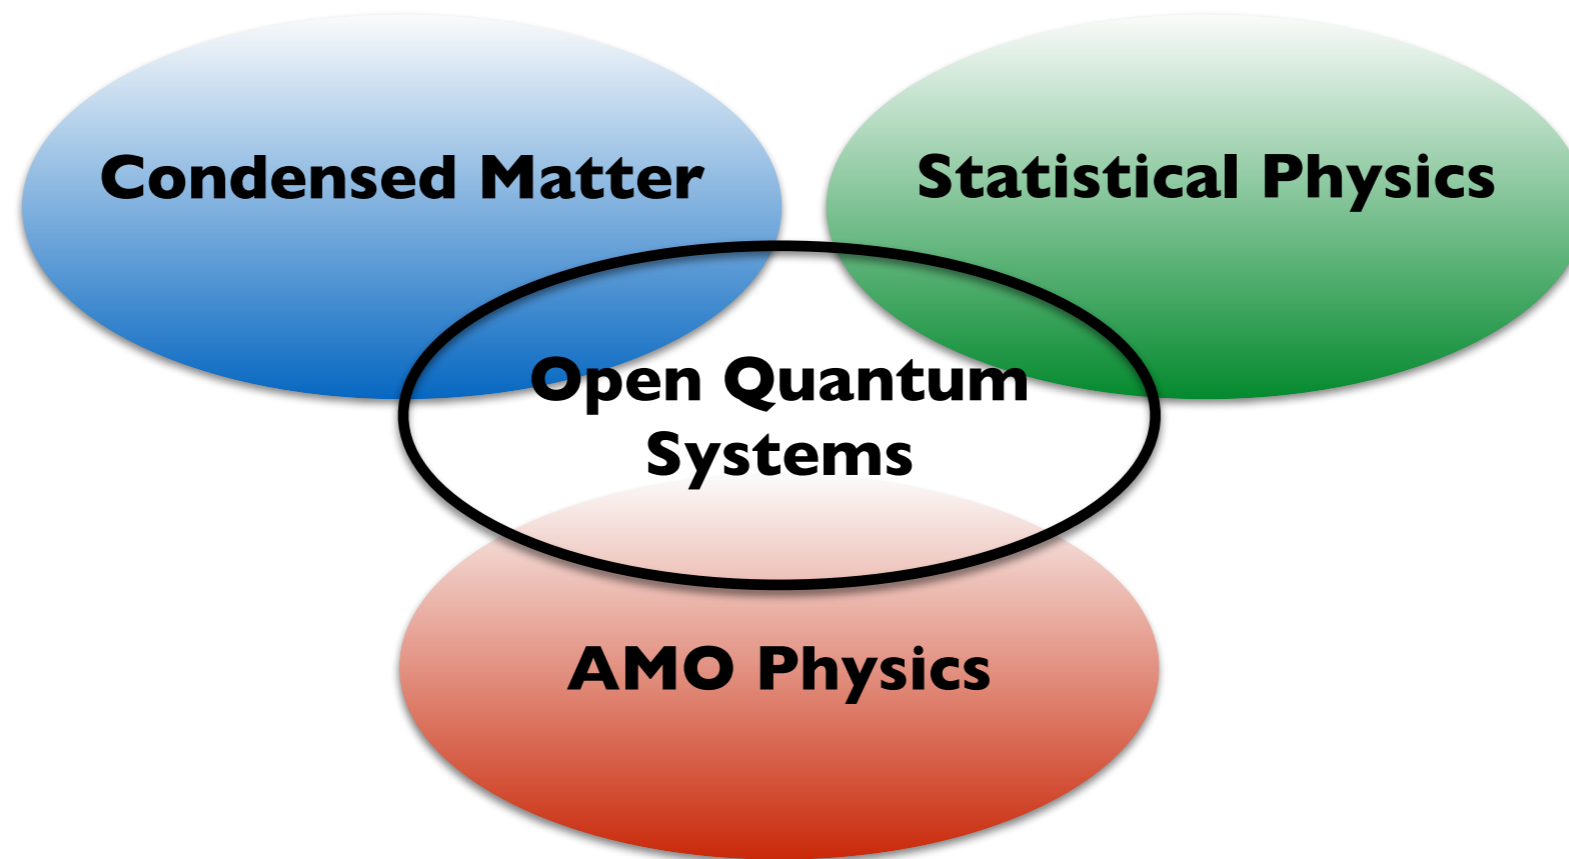 Condensed Matter
Statistical Physics
Open Quantum
Systems
AMO Physics